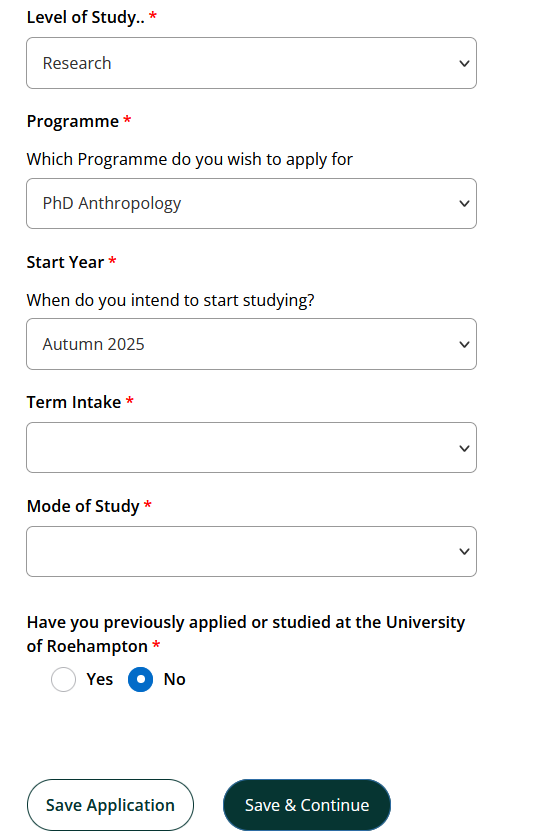 Level of Study.. *
Research
Programme *
Which Programme do you wish to apply for
PhD Anthropology
Start Year *
When do you intend to start studying?
Autumn 2025
Term Intake *
Mode of Study *
Have you previously applied or studied at the University
of Roehampton *
Yes No
Save Application Save & Continue